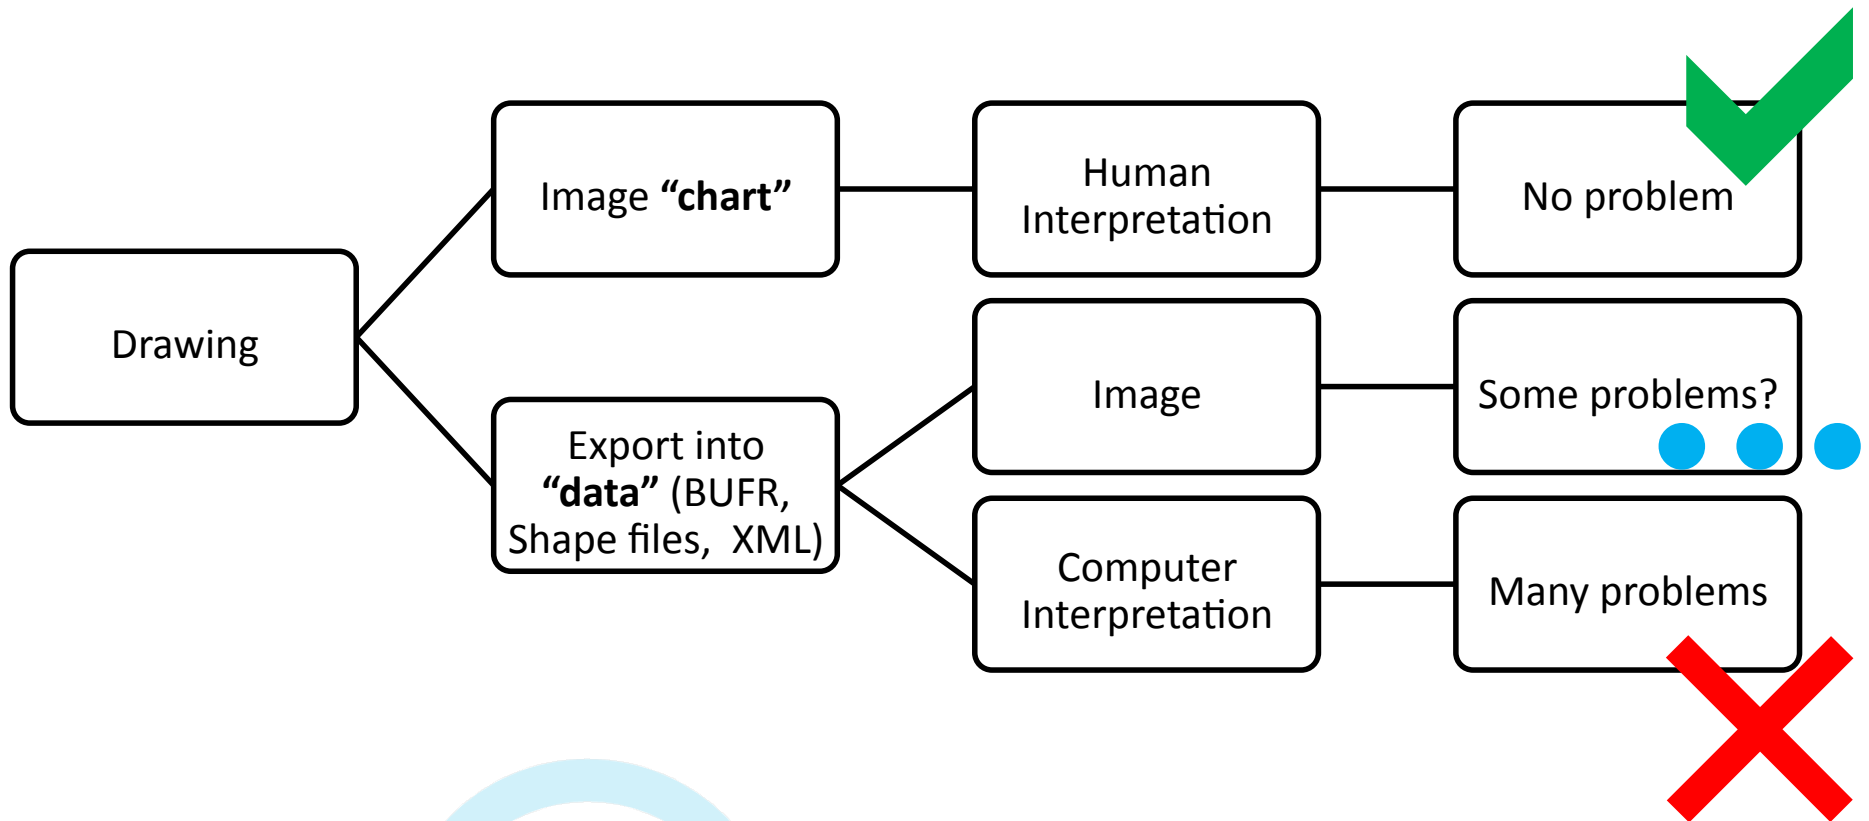 Drawing
Image “chart”
Human
Interpretation
No problem
Export into
“data” (BUFR,
Shape files,  XML)
Image
Some problems?
Computer
Interpretation
Many problems